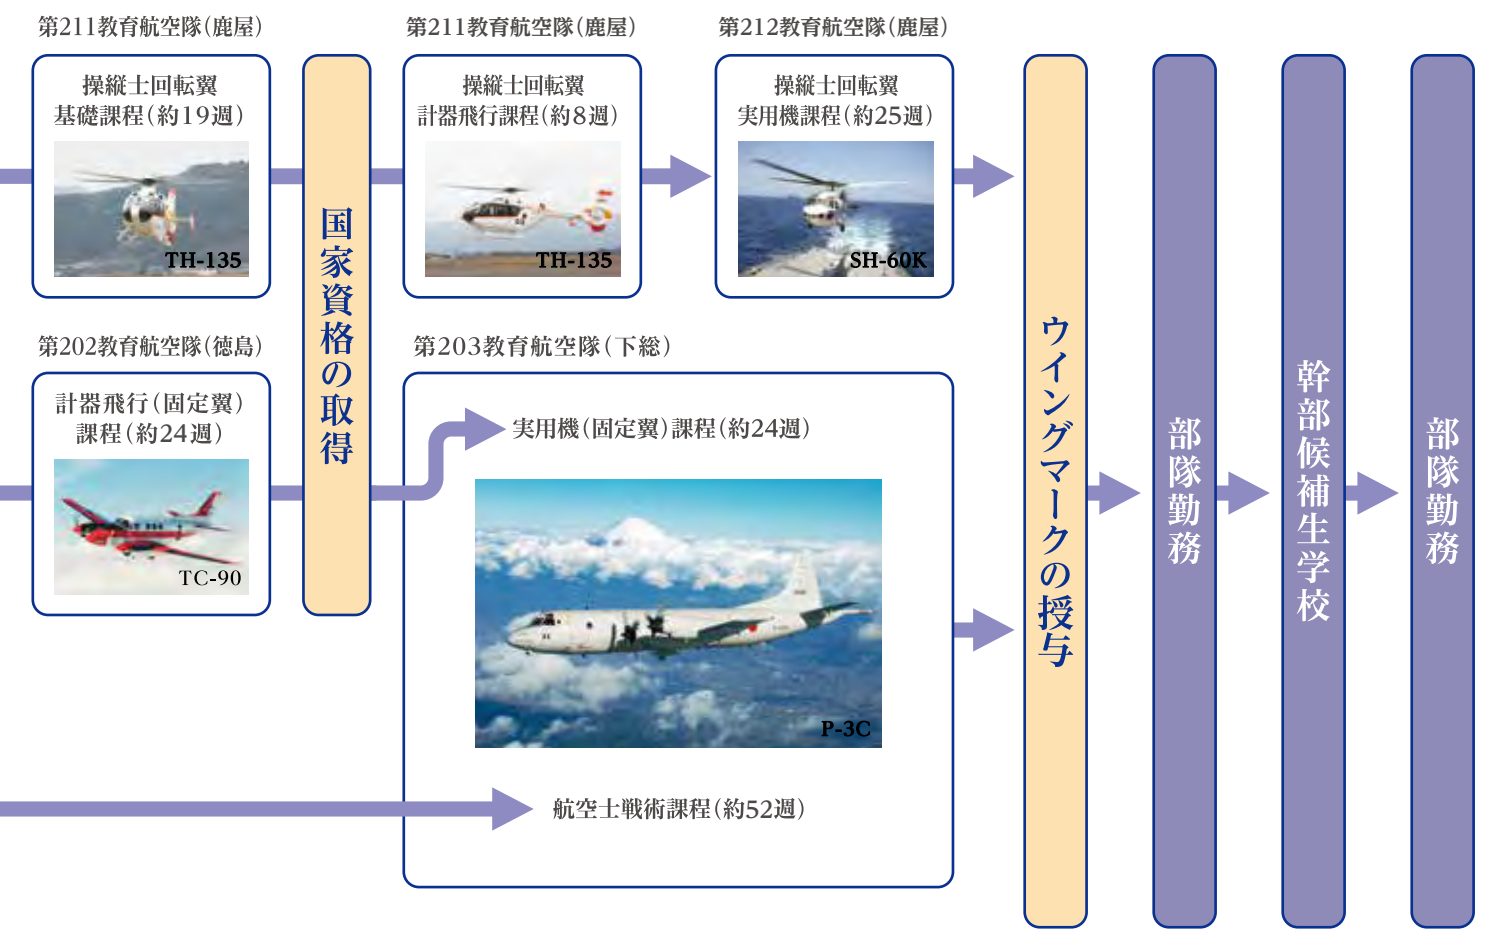 第211教育航空隊（鹿屋）
操縦士回転翼
基礎課程（約19週）
TH-135
国家資格の取得
第211教育航空隊（鹿屋）
操縦士回転翼
計器飛行課程（約8週）
TH-135
第212教育航空隊（鹿屋）
操縦士回転翼
実用機課程（約25週）
SH-60K
第202教育航空隊（徳島）
計器飛行（固定翼）
課程（約24週）
TC-90
第203教育航空隊（下総）
実用機（固定翼）課程（約24週）
P-3C
航空士戦術課程（約52週）
ウイングマークの授与
部隊勤務
幹部候補生学校
部隊勤務